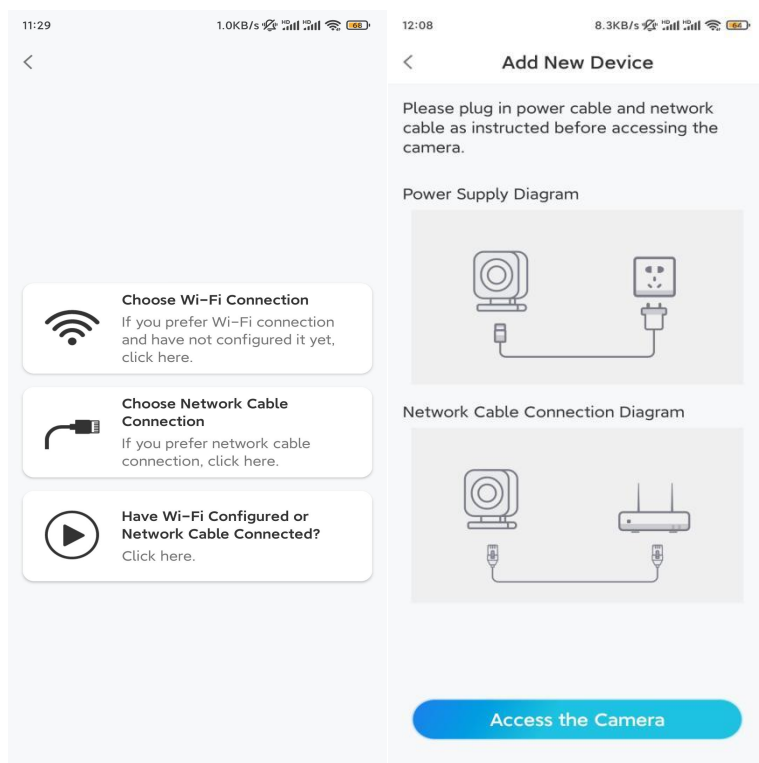 11:29
1.0KB/s HD HD 68
Choose Wi-Fi Connection
If you prefer Wi-Fi connection
and have not configured it yet,
click here.
Choose Network Cable
Connection
If you prefer network cable
connection, click here.
Have Wi-Fi Configured or
Network Cable Connected?
Click here.
12:08
8.3KB/s HD HD 64
Add New Device
Please plug in power cable and network
cable as instructed before accessing the
camera.
Power Supply Diagram
Network Cable Connection Diagram
Access the Camera